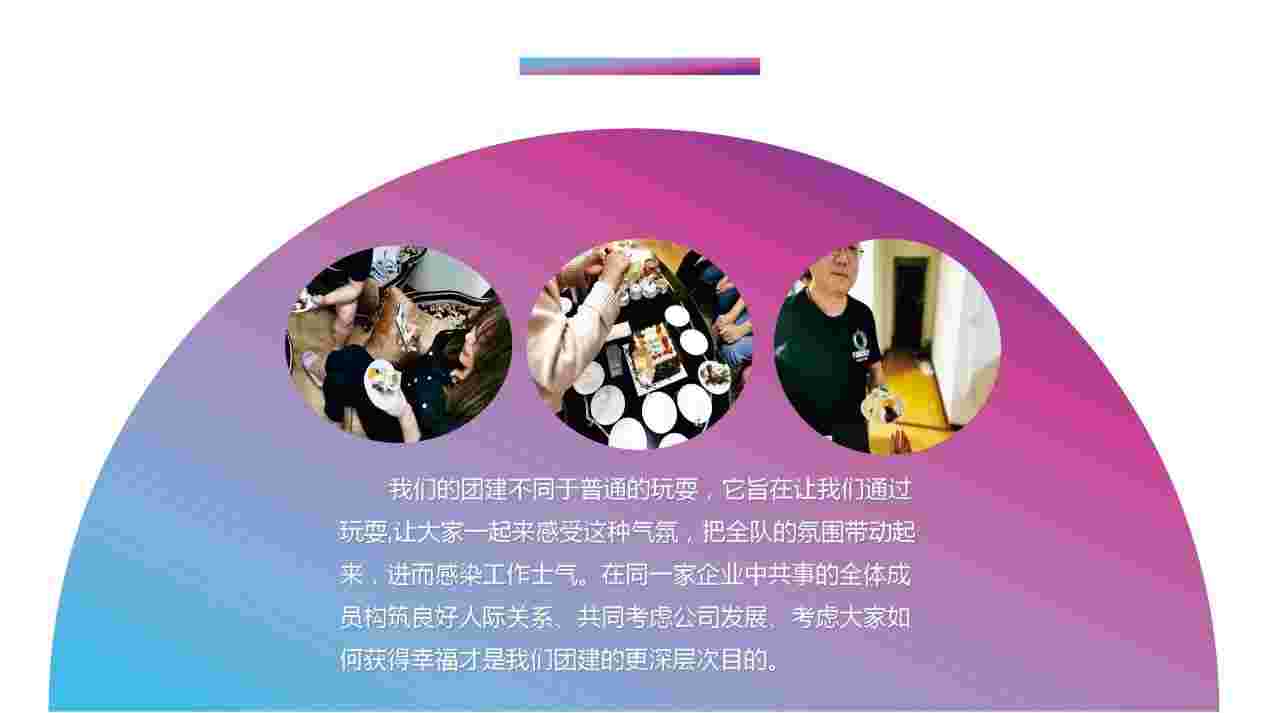 我们的团建不同于普通的玩耍，它旨在让我们通过
玩耍,让大家一起来感受这种气氛，把全队的氛围带动起
来，进而感染工作士气。在同一家企业中共事的全体成
员构筑良好人际关系、共同考虑公司发展、考虑大家如
何获得幸福才是我们团建的更深层次目的。